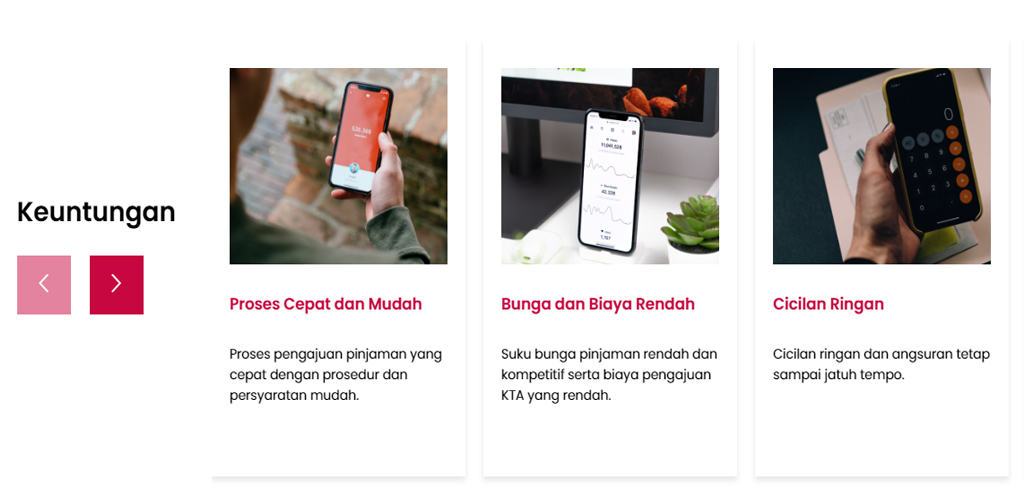 Keuntungan
Proses Cepat dan Mudah
Proses pengajuan pinjaman yang
cepat dengan prosedur dan
persyaratan mudah.
Bunga dan Biaya Rendah
Suku bunga pinjaman rendah dan
kompetitif serta biaya pengajuan
KTA yang rendah.
Cicilan Ringan
Cicilan ringan dan angsuran tetap
sampai jatuh tempo.